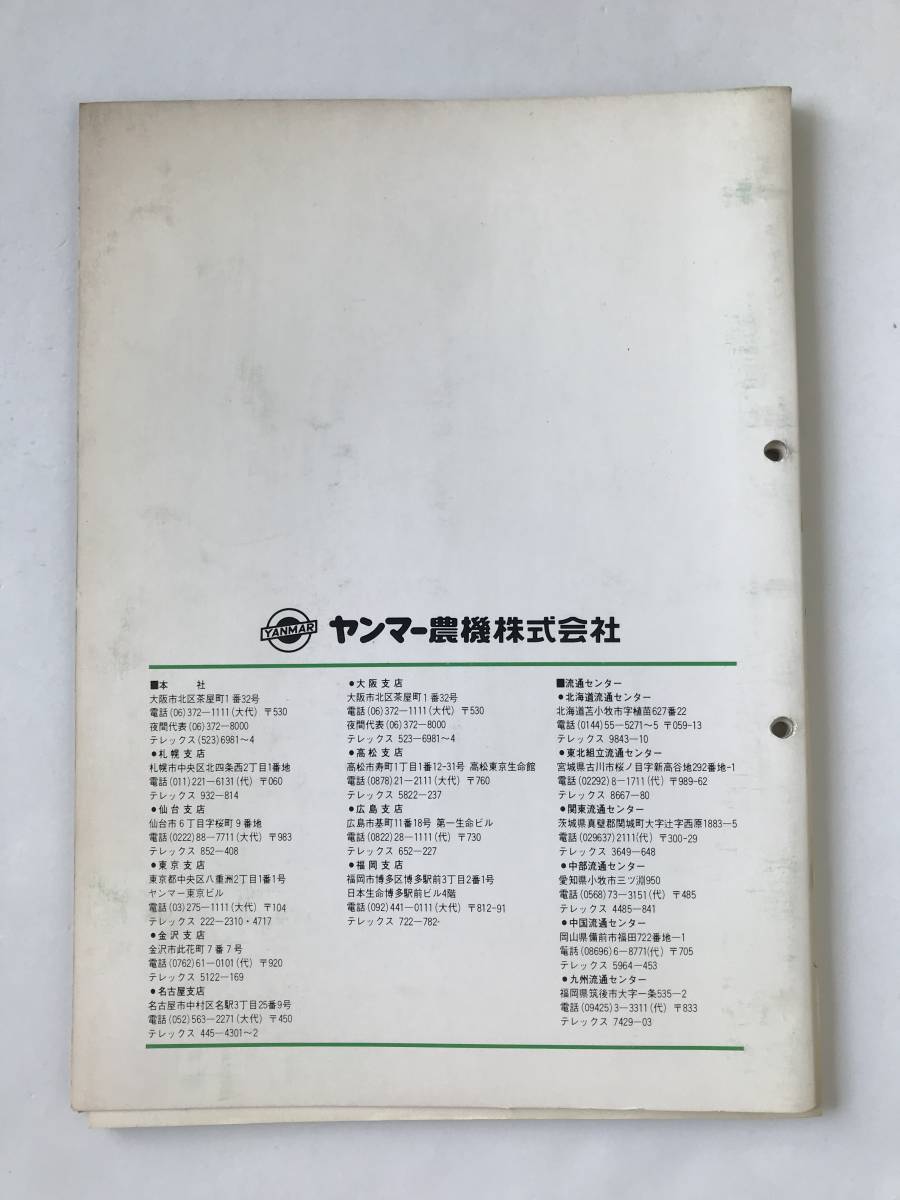 YANMAR ヤンマー農機株式会社
■本 社
大阪市北区茶屋町1番32号
電話(06)372―1111(大代) 〒530
夜間代表(06)372―8000
テレックス(523)6981〜4
●札幌支店
札幌市中央区北四条西2丁目1番地
電話(011)221―6131(代) 〒060
テレックス 932―814
●仙台支店
仙台市6丁目字桜町9番地
電話(0222)88―7711(大代) 〒983
テレックス 852―408
●東京支店
東京都中央区八重洲2丁目1番1号
ヤンマー東京ビル
電話(03)275―1111(大代) 〒104
テレックス 222―2310・4717
●金沢支店
金沢市此花町7番7号
電話(0762)61―0101(代) 〒920
テレックス 5122―169
●名古屋支店
名古屋市中村区名駅3丁目25番9号
電話(052)563―2271(大代) 〒450
テレックス 445―4301〜2
●大阪支店
大阪市北区茶屋町1番32号
電話(06)372―1111(大代) 〒530
夜間代表(06)372―8000
テレックス 523―6981〜4
●高松支店
高松市寿町1丁目1番12-31号 高松東京生命館
電話(0878)21―2111(大代) 〒760
テレックス 5822―237
●広島支店
広島市基町11番18号 第一生命ビル
電話(0822)28―1111(代) 〒730
テレックス 652―227
●福岡支店
福岡市博多区博多駅前3丁目2番1号
日本生命博多駅前ビル4階
電話(092)441―0111(大代) 〒812-91
テレックス 722―782
■流通センター
●北海道流通センター
北海道苫小牧市字植苗627番22
電話(0144)55―5271〜5 〒059-13
テレックス 9843―10
●東北組立流通センター
宮城県古川市桜ノ目字新高谷地292番地-1
電話(02292)8―1711(代) 〒989-62
テレックス 8667―80
●関東流通センター
茨城県真壁郡関城町大字辻字西原1883―5
電話(029637)2111(代) 〒300-29
テレックス 3649―648
●中部流通センター
愛知県小牧市三ツ淵950
電話(0568)73―3151(代) 〒485
テレックス 4485―841
●中国流通センター
岡山県備前市福田722番地―1
電話(08696)6―8771(代) 〒705
テレックス 5964―453
●九州流通センター
福岡県筑後市大字一条535―2
電話(09425)3―3311(代) 〒833
テレックス 7429―03